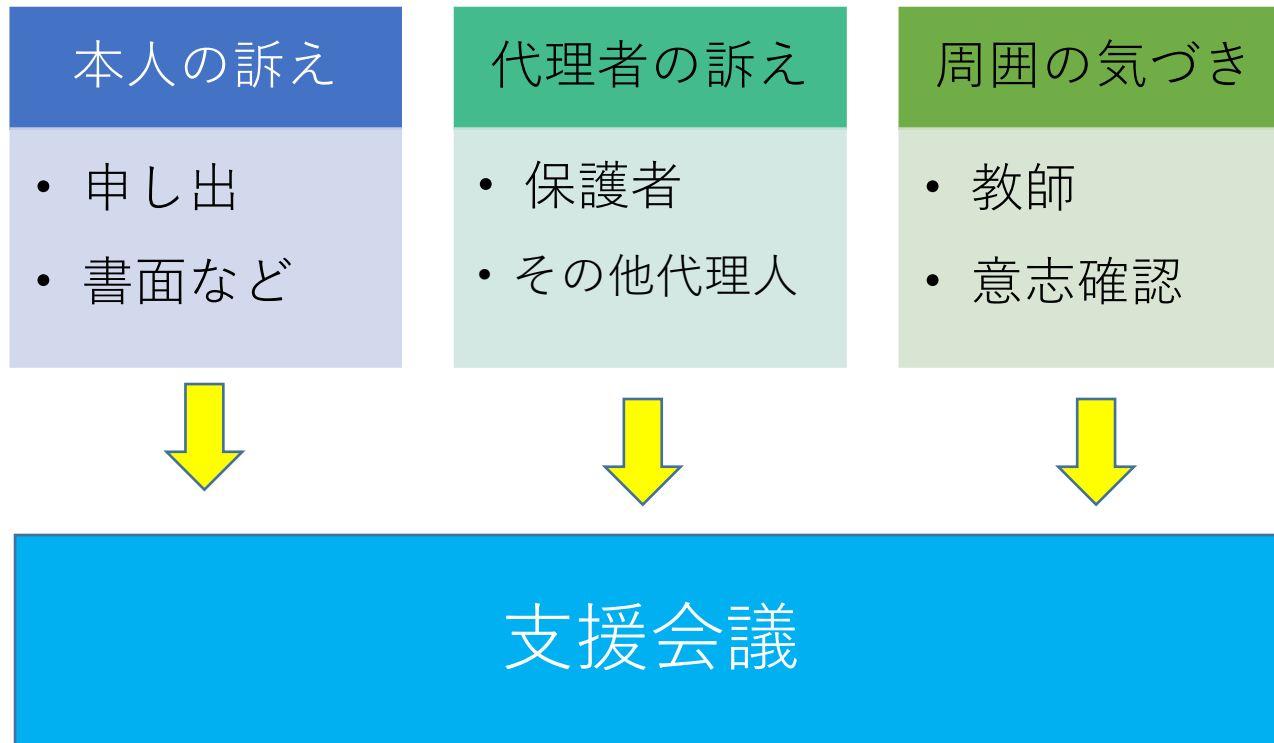 本人の訴え
・ 申し出
・ 書面など
代理者の訴え
・ 保護者
・ その他代理人
周囲の気づき
・ 教師
・ 意志確認
支援会議